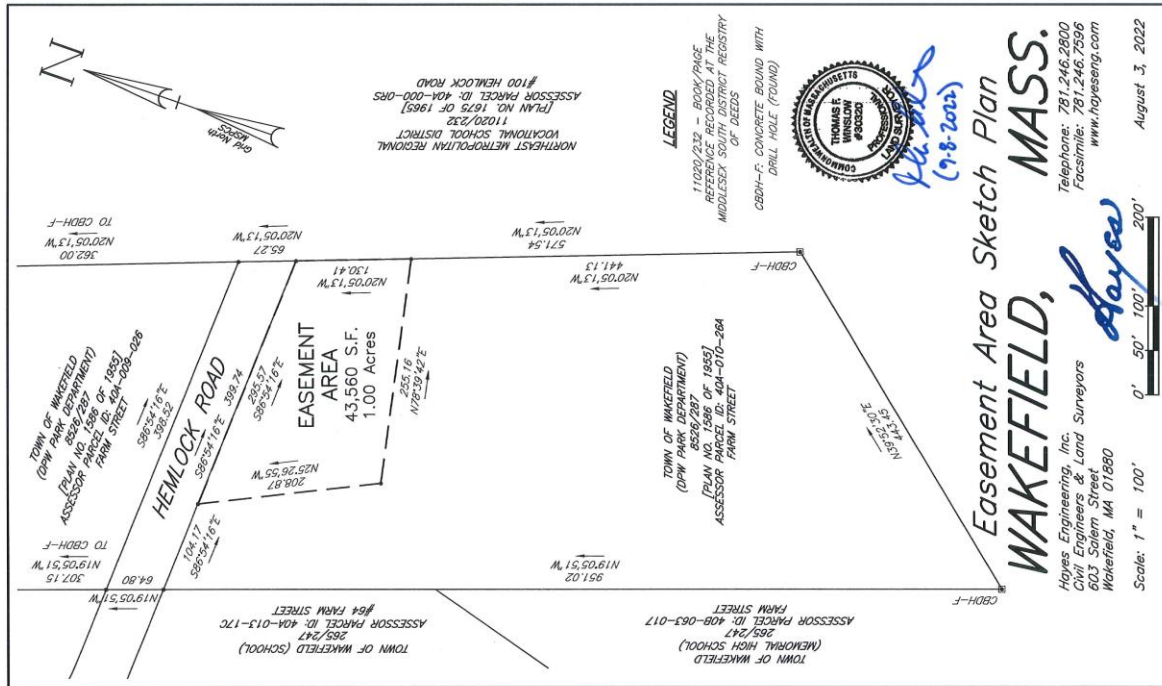 N
Grid North
MSPCS
TOWN OF WAKEFIELD
(DPW PARK DEPARTMENT)
8526/287
[PLAN NO. 1586 OF 1955]
ASSESSOR PARCEL ID: 40A-009-026
FARM STREET
307.15
N19°05'51"W
TO CBDH-F
362.00
N20°05'13"W
TO CBDH-F
S86°54'16"E
398.52
HEMLOCK ROAD
S86°54'16"E 399.74
64.80
N19°05'51"W
65.27
N20°05'13"W
104.17
S86°54'16"E
295.57
S86°54'16"E
EASEMENT
AREA
43,560 S.F.
1.00 Acres
N25°26'55"W
208.87
N20°05'13"W
130.41
255.16
N78°39'42"E
NORTHEAST METROPOLITAN REGIONAL
VOCATIONAL SCHOOL DISTRICT
11020/232
[PLAN NO. 1675 OF 1965]
ASSESSOR PARCEL ID: 40A-000-ORS
#100 HEMLOCK ROAD
N20°05'13"W
571.54
441.13
N20°05'13"W
TOWN OF WAKEFIELD (SCHOOL)
265/247
ASSESSOR PARCEL ID: 40A-013-17C
#64 FARM STREET
TOWN OF WAKEFIELD
(MEMORIAL HIGH SCHOOL)
265/247
ASSESSOR PARCEL ID: 40B-063-017
FARM STREET
951.02
N19°05'51"W
TOWN OF WAKEFIELD
(DPW PARK DEPARTMENT)
8526/287
[PLAN NO. 1586 OF 1955]
ASSESSOR PARCEL ID: 40A-010-26A
FARM STREET
CBDH-F
N39°52'30"E
443.45
CBDH-F
LEGEND
11020/232 - BOOK/PAGE
REFERENCE RECORDED AT THE
MIDDLESEX SOUTH DISTRICT REGISTRY
OF DEEDS
CBDH-F: CONCRETE BOUND WITH
DRILL HOLE (FOUND)
COMMONWEALTH OF MASSACHUSETTS
THOMAS F.
WINSLOW
#30320
PROFESSIONAL
LAND SURVEYOR
(9-8-2022)
Easement Area Sketch Plan
WAKEFIELD, MASS.
Hayes Engineering, Inc.
Civil Engineers & Land Surveyors
603 Salem Street
Wakefield, MA 01880
Hayes
Telephone: 781.246.2800
Facsimile: 781.246.7596
www.hayeseng.com
Scale: 1" = 100'
0' 50' 100' 200'
August 3, 2022